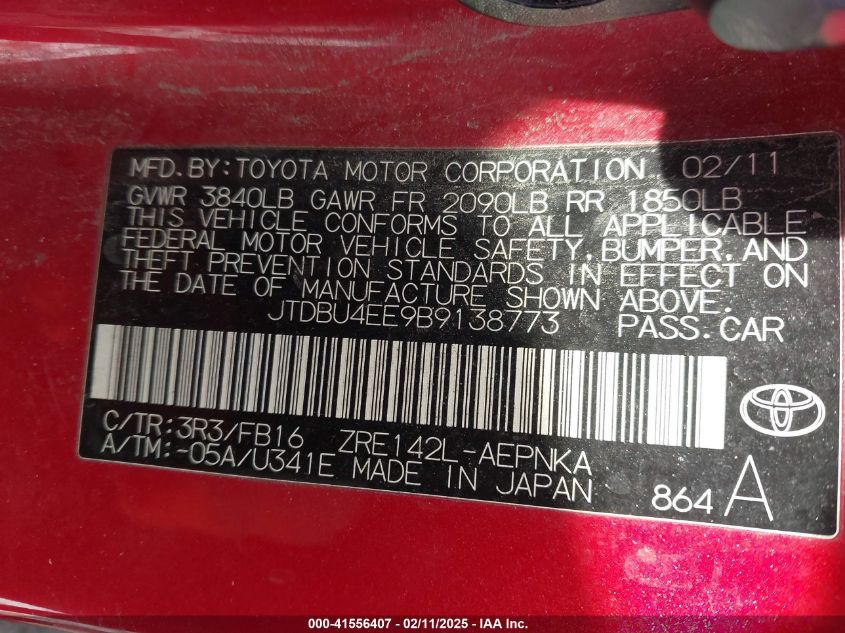 MFD.BY:TOYOTA MOTOR CORPORATION 02/11
GVWR 3840LB GAWR FR 2090LB RR 1850LB
THIS VEHICLE CONFORMS TO ALL APPLICABLE
FEDERAL MOTOR VEHICLE SAFETY, BUMPER, AND
THEFT PREVENTION STANDARDS IN EFFECT ON
THE DATE OF MANUFACTURE SHOWN ABOVE.
JTDBU4EE9B9138773 PASS.CAR
C/TR:3R3/FB16 ZRE142L-AEPNKA
A/TM:-05A/U341E MADE IN JAPAN
864 A
000-41556407 - 02/11/2025 - IAA Inc.